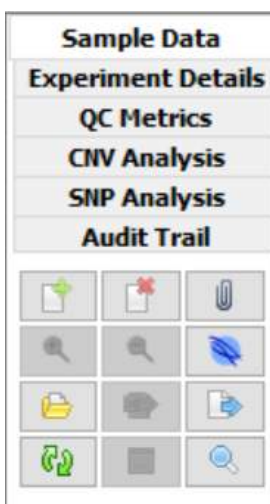 Sample Data
Experiment Details
QC Metrics
CNV Analysis
SNP Analysis
Audit Trail